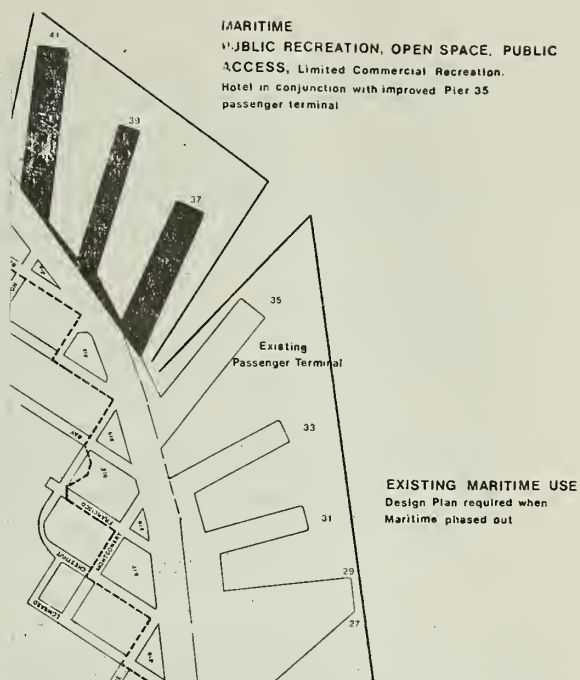 MARITIME
PUBLIC RECREATION, OPEN SPACE, PUBLIC
ACCESS, Limited Commercial Recreation.
Hotel in conjunction with improved Pier 35
passenger terminal
41
39
37
35
Existing
Passenger Terminal
33
31
29
27
EXISTING MARITIME USE
Design Plan required when
Maritime phased out
BAY
FRANCISCO
CHESTNUT
MONTGOMERY
LOMBARD